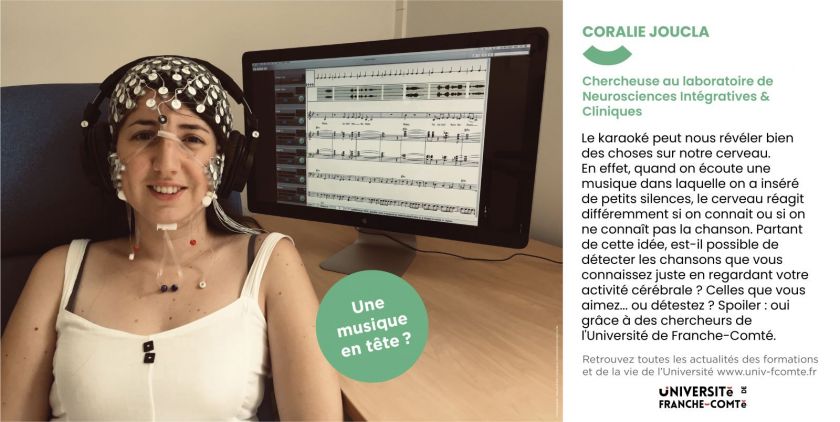 Une
musique
en tête ?
CORALIE JOUCLA
Chercheuse au laboratoire de
Neurosciences Intégratives &
Cliniques
Le karaoké peut nous révéler bien
des choses sur notre cerveau.
En effet, quand on écoute une
musique dans laquelle on a inséré
de petits silences, le cerveau réagit
différemment si on connait ou si on
ne connaît pas la chanson. Partant
de cette idée, est-il possible de
détecter les chansons que vous
connaissez juste en regardant votre
activité cérébrale ? Celles que vous
aimez... ou détestez ? Spoiler : oui
grâce à des chercheurs de
l'Université de Franche-Comté.
Retrouvez toutes les actualités des formations
et de la vie de l'Université www.univ-fcomte.fr
UNIVERSITĒ DE
FRANCHE-COMTĒ